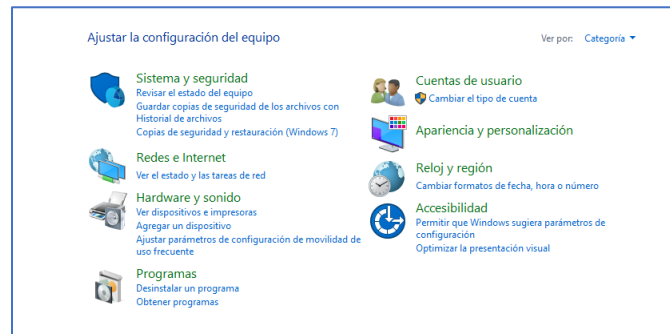 Ajustar la configuración del equipo
Ver por: Categoría
Sistema y seguridad
Revisar el estado del equipo
Guardar copias de seguridad de los archivos con
Historial de archivos
Copias de seguridad y restauración (Windows 7)
Redes e Internet
Ver el estado y las tareas de red
Hardware y sonido
Ver dispositivos e impresoras
Agregar un dispositivo
Ajustar parámetros de configuración de movilidad de
uso frecuente
Programas
Desinstalar un programa
Obtener programas
Cuentas de usuario
Cambiar el tipo de cuenta
Apariencia y personalización
Reloj y región
Cambiar formatos de fecha, hora o número
Accesibilidad
Permitir que Windows sugiera parámetros de
configuración
Optimizar la presentación visual